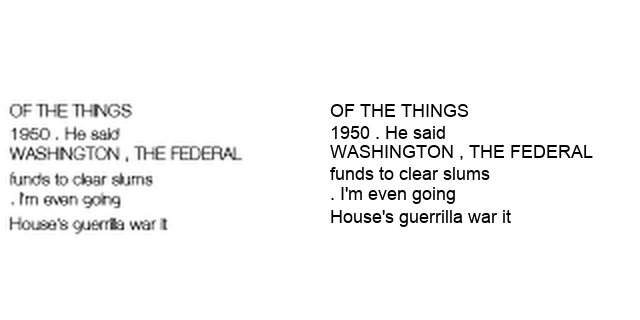 OF THE THINGS
1950 . He said
WASHINGTON , THE FEDERAL
funds to clear slums
. I'm even going
House's guerrilla war it
OF THE THINGS
1950 . He said
WASHINGTON , THE FEDERAL
funds to clear slums
. I'm even going
House's guerrilla war it